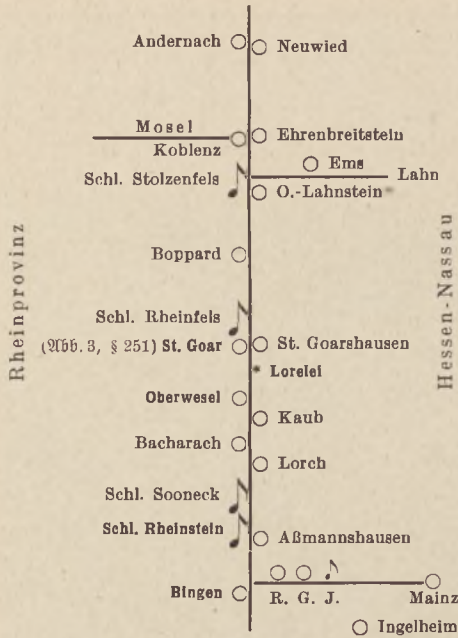 Andernach Neuwied
Mosel Ehrenbreitstein
Koblenz Ems
Schl. Stolzenfels Lahn
O.-Lahnstein
Boppard
Rheinprovinz
Hessen-Nassau
Schl. Rheinfels
(Abb. 3, § 251) St. Goar St. Goarshausen
Lorelei
Oberwesel
Kaub
Bacharach
Lorch
Schl. Sooneck
Schl. Rheinstein Aßmannshausen
Bingen R. G. J. Mainz
Ingelheim